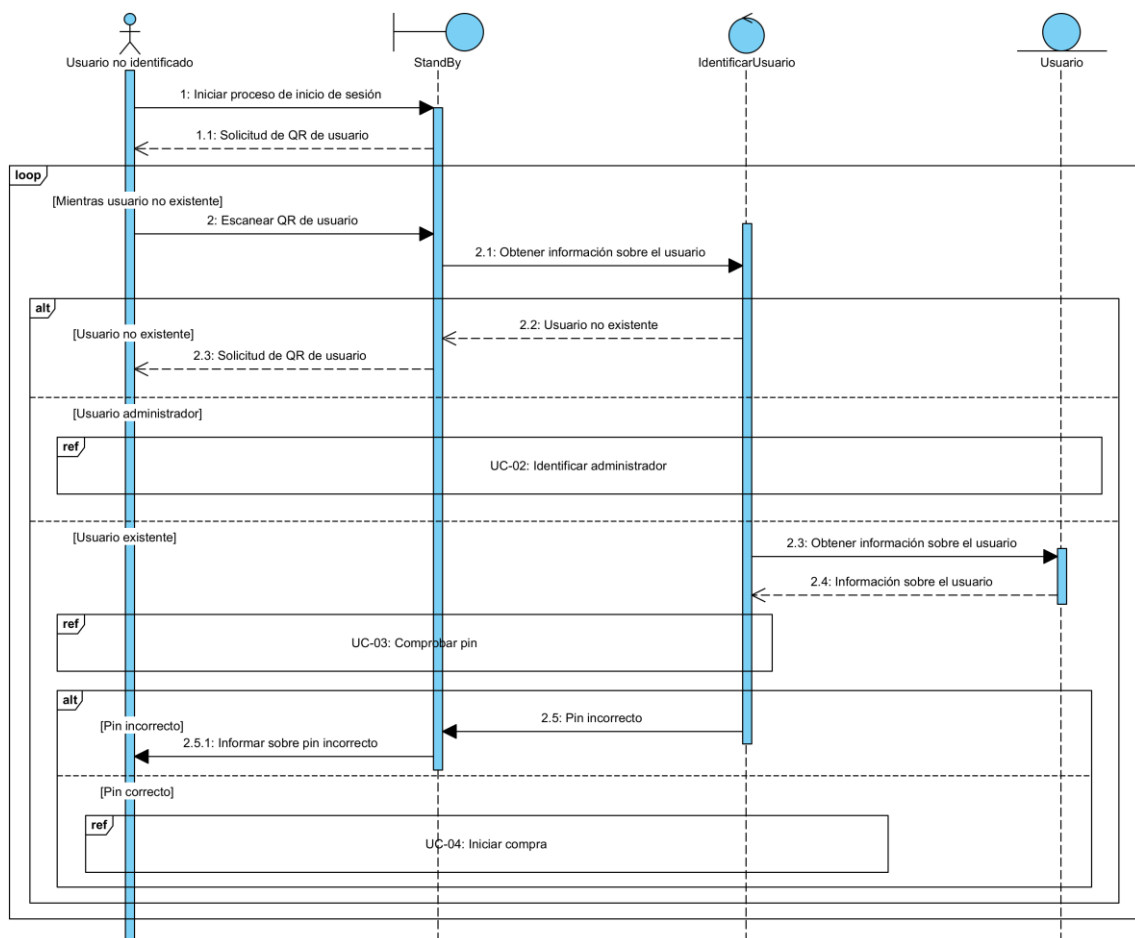 Usuario no identificado
StandBy
IdentificarUsuario
Usuario
1: Iniciar proceso de inicio de sesión
1.1: Solicitud de QR de usuario
loop
[Mientras usuario no existente]
2: Escanear QR de usuario
2.1: Obtener información sobre el usuario
alt
[Usuario no existente]
2.2: Usuario no existente
2.3: Solicitud de QR de usuario
[Usuario administrador]
ref
UC-02: Identificar administrador
[Usuario existente]
2.3: Obtener información sobre el usuario
2.4: Información sobre el usuario
ref
UC-03: Comprobar pin
alt
[Pin incorrecto]
2.5: Pin incorrecto
2.5.1: Informar sobre pin incorrecto
[Pin correcto]
ref
UC-04: Iniciar compra